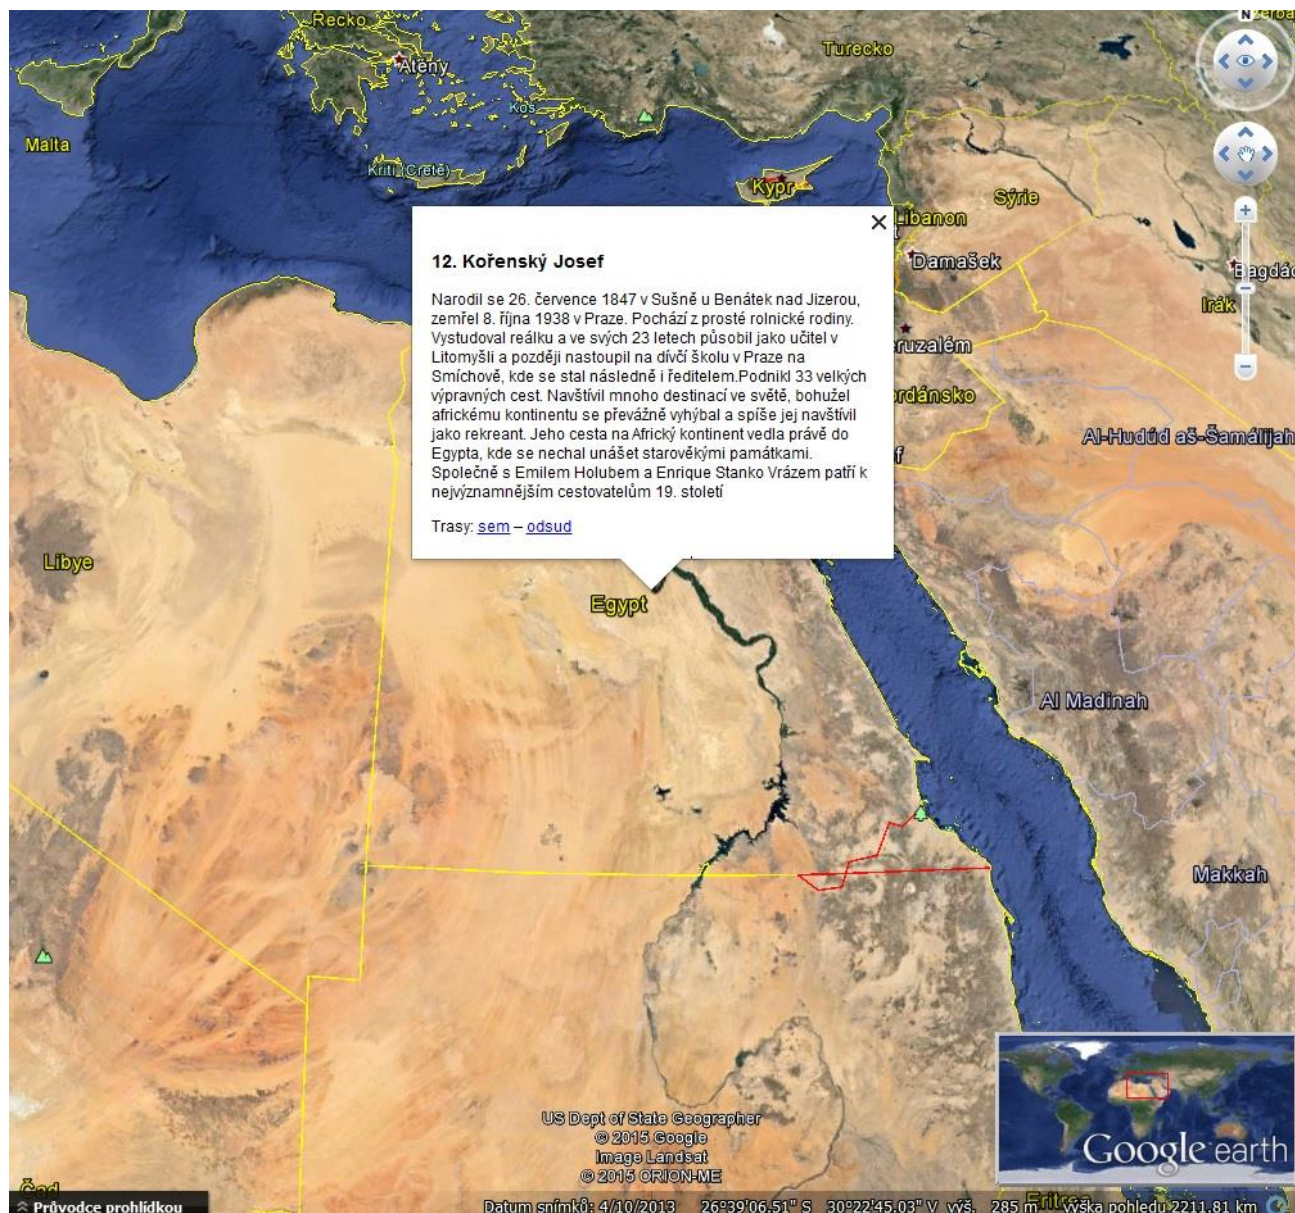 Řecko
N
Turecko
Atény
Kos
Malta
Kriti (Crete)
Kypr
Sýrie
Libanon
Damašek
Bagdád
Irák
12. Kořenský Josef
Narodil se 26. července 1847 v Sušně u Benátek nad Jizerou,
zemřel 8. října 1938 v Praze. Pochází z prosté rolnické rodiny.
Vystudoval reálku a ve svých 23 letech působil jako učitel v
Litomyšli a později nastoupil na dívčí školu v Praze na
Smíchově, kde se stal následně i ředitelem.Podnikl 33 velkých
výpravných cest. Navštívil mnoho destinací ve světě, bohužel
africkému kontinentu se převážně vyhýbal a spíše jej navštívil
jako rekreant. Jeho cesta na Africký kontinent vedla právě do
Egypta, kde se nechal unášet starověkými památkami.
Společně s Emilem Holubem a Enrique Stanko Vrázem patří k
nejvýznamnějším cestovatelům 19. století
Trasy: sem – odsud
ruzalém
rdánsko
Al-Hudúd aš-Šamálijah
Libye
Egypt
Al Madinah
Makkah
US Dept of State Geographer
© 2015 Google
Image Landsat
© 2015 ORION-ME
Google earth
Čad
Eritrea
Průvodce prohlídkou
Datum snímků: 4/10/2013 26°39'06.51" S 30°22'45.03" V výš. 285 m výška pohledu 2211.81 km